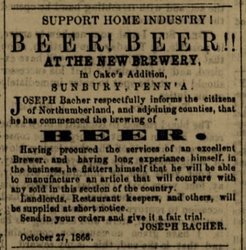 SUPPORT HOME INDUSTRY!
BEER! BEER!!
AT THE NEW BREWERY,
in Cake's Addition,
SUNBURY, PENN'A!
JOSEPH Bacher respectfully informs the citizens
of Northumberland, and adjoining counties, that
he has commenced the brewing of
BEER.
Having procured the services of an excellent
Brewer, and having long experiance himself, in
the business, he flatters himself that he will be able
to manufacture an article that will compare with
any sold in this section of the country.
Landlords, Restaurant keepers, and others, will
be supplied at short notice.
Send in your orders and give it a fair trial.
JOSEPH BACHER.
October 27, 1866.